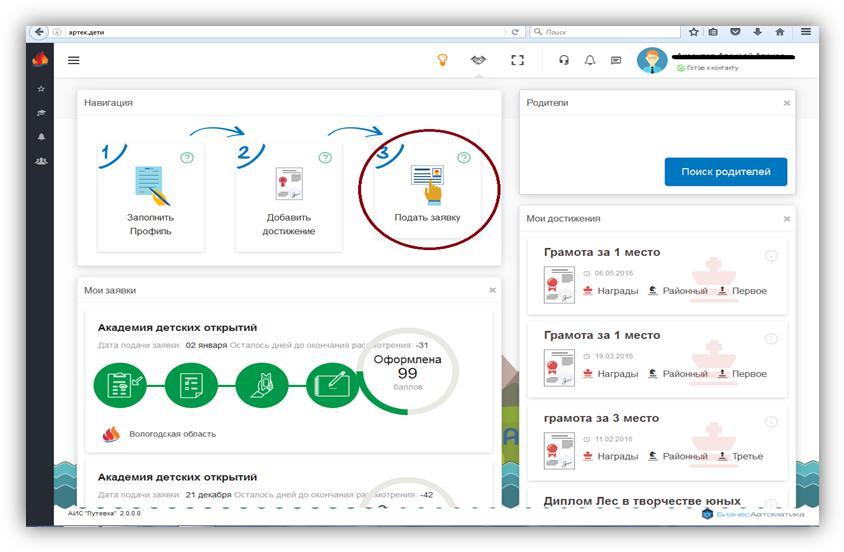 артек.дети
Поиск
Готов к контакту
Навигация
1
2
3
Заполнить
Профиль
Добавить
достижение
Подать заявку
Родители
Поиск родителей
Мои заявки
Академия детских открытий
Дата подачи заявки: 02 января Осталось дней до окончания рассмотрения: -31
Оформлена
99
баллов
Вологодская область
Академия детских открытий
Дата подачи заявки: 21 декабря Осталось дней до окончания рассмотрения: -42
Мои достижения
Грамота за 1 место
06.05.2016
Награды Районный Первое
Грамота за 1 место
19.03.2016
Награды Районный Первое
грамота за 3 место
11.02.2016
Награды Районный Третье
Диплом Лес в творчестве юных
АИС "Путевка" 2.0.0.0
БизнесАвтоматика